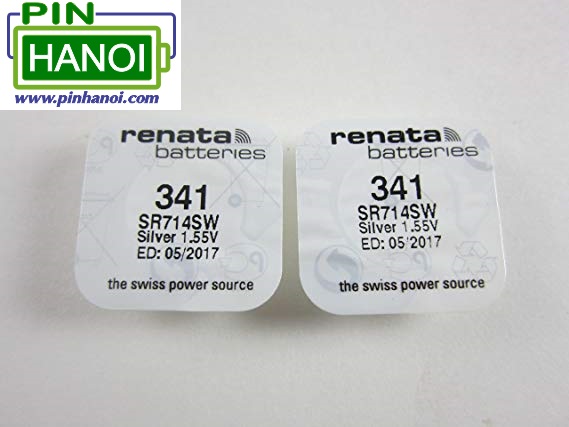 PIN
HANOI
www.pinhanoi.com
renata
batteries
341
SR714SW
Silver 1.55V
ED: 05/2017
the swiss power source
renata
batteries
341
SR714SW
Silver 1.55V
ED: 05/2017
the swiss power source